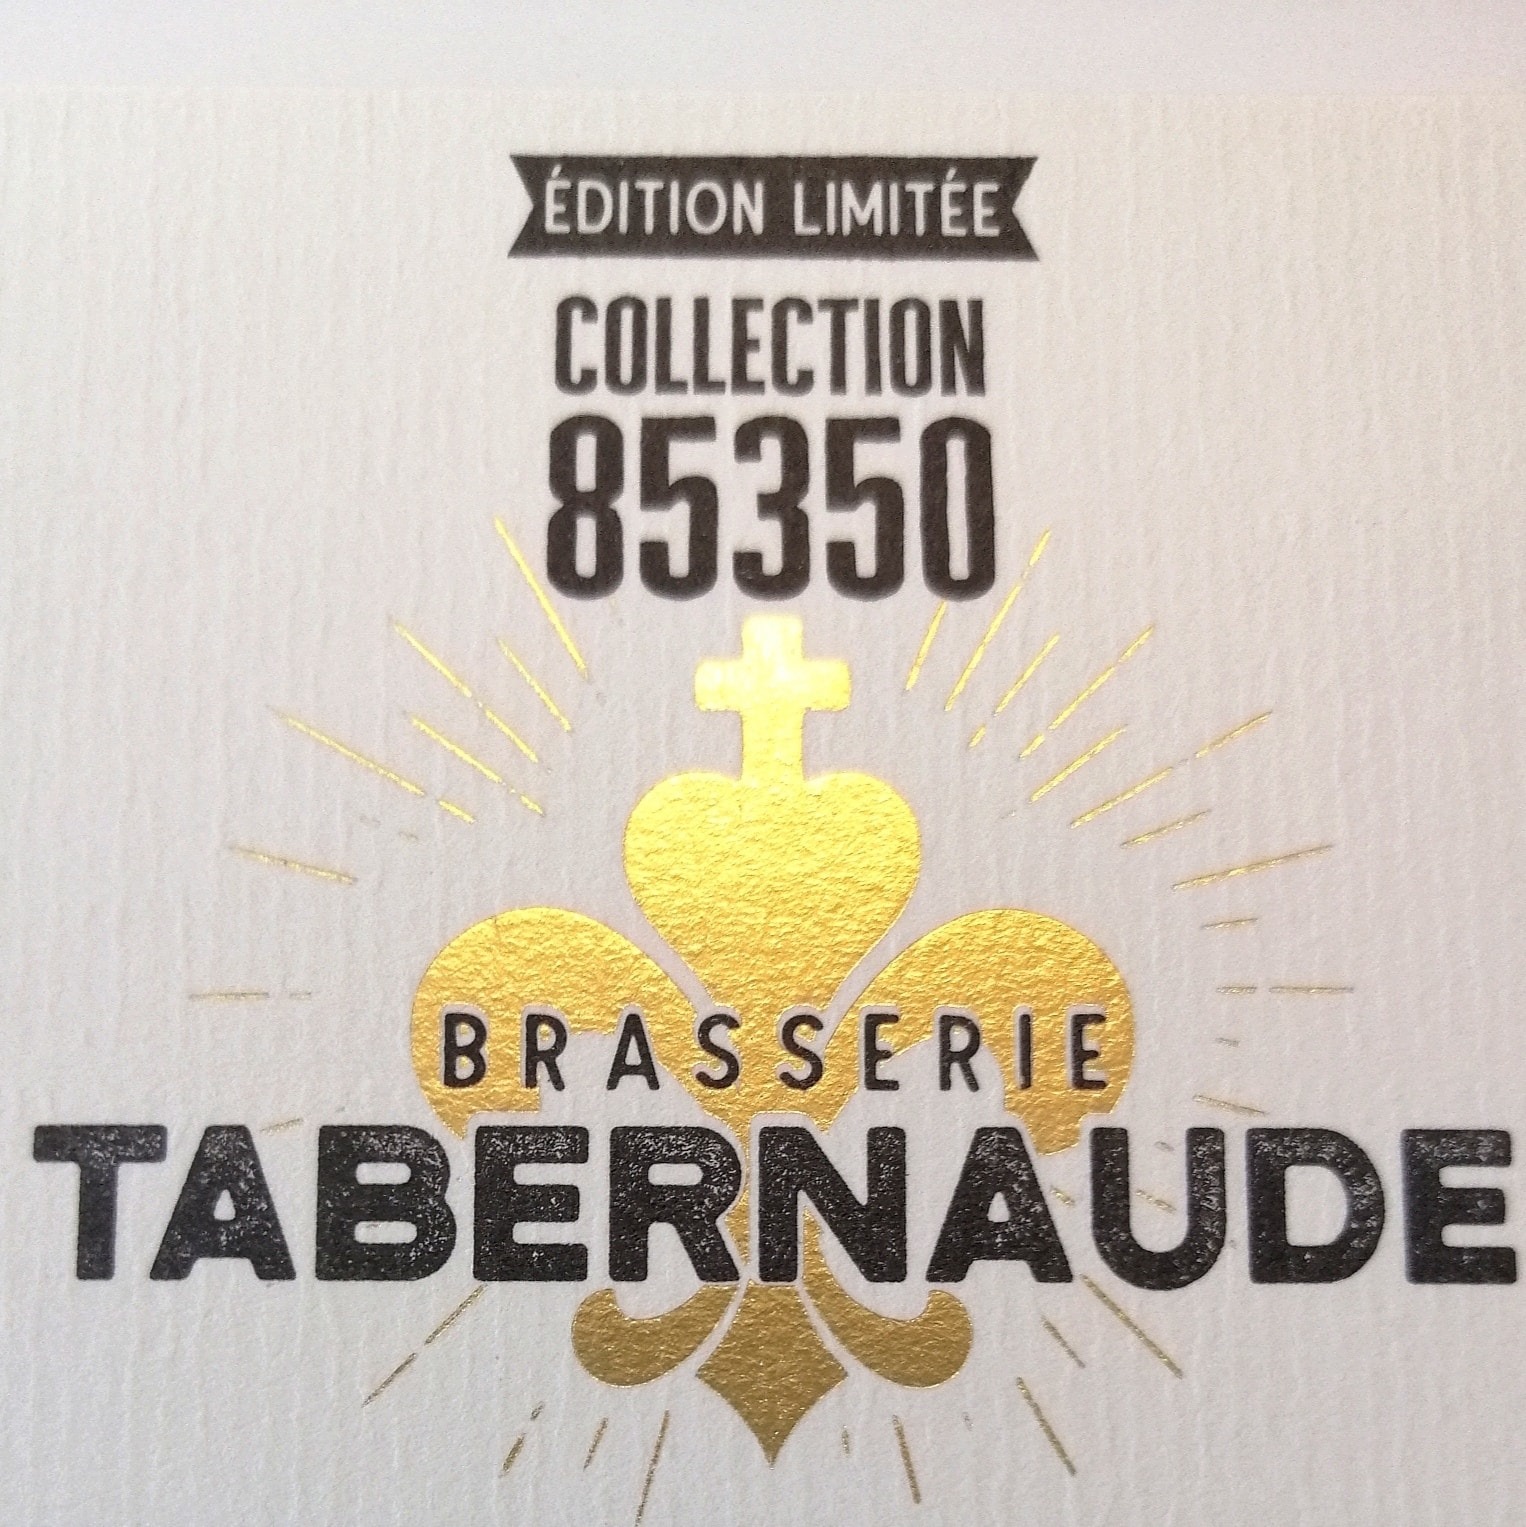 ÉDITION LIMITÉE
COLLECTION
85350
BRASSERIE
TABERNAUDE